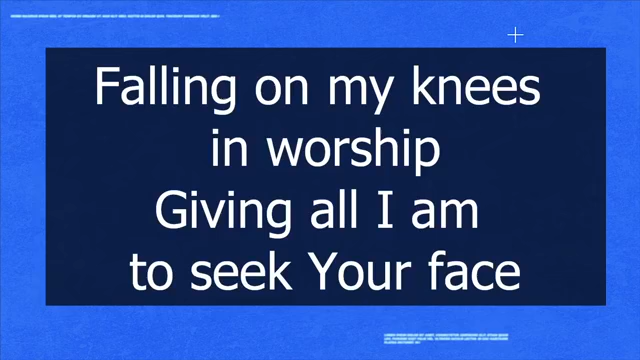 Falling on my knees
in worship
Giving all I am
to seek Your face